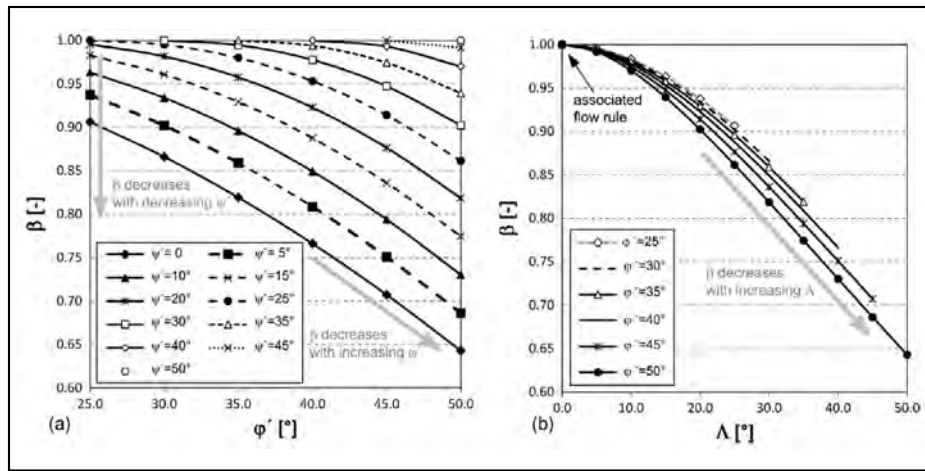 1.00
0.95
0.90
0.85
0.80
0.75
0.70
0.65
0.60
β [-]
β decreases
with decreasing ψ´
ψ´= 0
ψ´= 5°
ψ´=10°
ψ´=15°
ψ´=20°
ψ´=25°
ψ´=30°
ψ´=35°
ψ´=40°
ψ´=45°
ψ´=50°
β decreases
with increasing φ´
25.0 30.0 35.0 40.0 45.0 50.0
(a)
φ´ [°]
1.00
0.95
0.90
0.85
0.80
0.75
0.70
0.65
0.60
β [-]
associated
flow rule
β decreases
with increasing Λ
φ´=25°
φ´=30°
φ´=35°
φ´=40°
φ´=45°
φ´=50°
0.0 10.0 20.0 30.0 40.0 50.0
(b)
Λ [°]